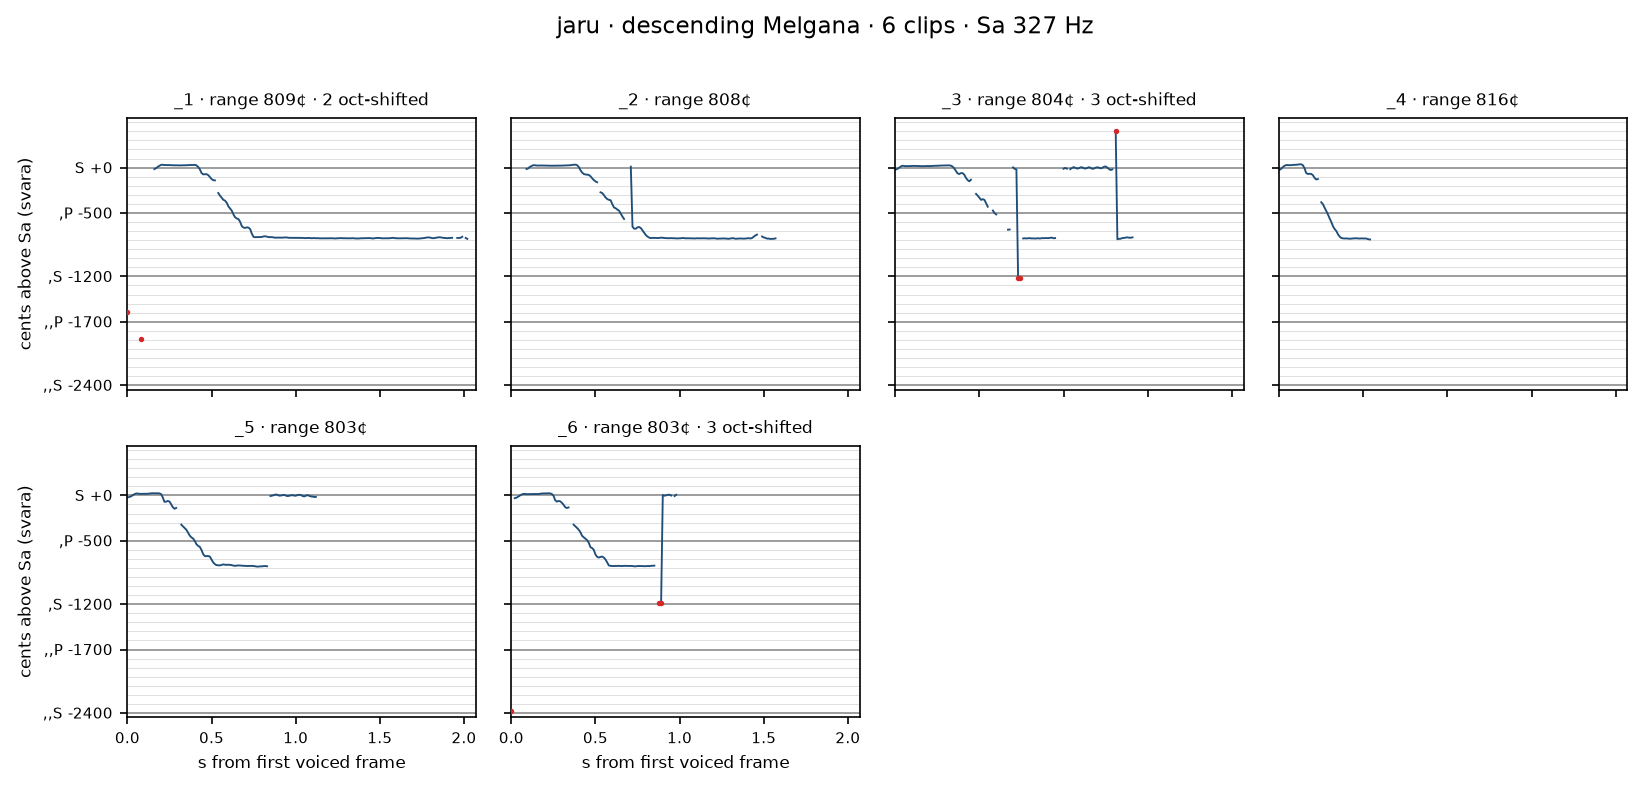 jaru · descending Melgana · 6 clips · Sa 327 Hz
_1 · range 809¢ · 2 oct-shifted
_2 · range 808¢
_3 · range 804¢ · 3 oct-shifted
_4 · range 816¢
cents above Sa (svara)
S +0
,P -500
,S -1200
,,P -1700
,,S -2400
_5 · range 803¢
_6 · range 803¢ · 3 oct-shifted
cents above Sa (svara)
S +0
,P -500
,S -1200
,,P -1700
,,S -2400
0.0 0.5 1.0 1.5 2.0
0.0 0.5 1.0 1.5 2.0
s from first voiced frame
s from first voiced frame